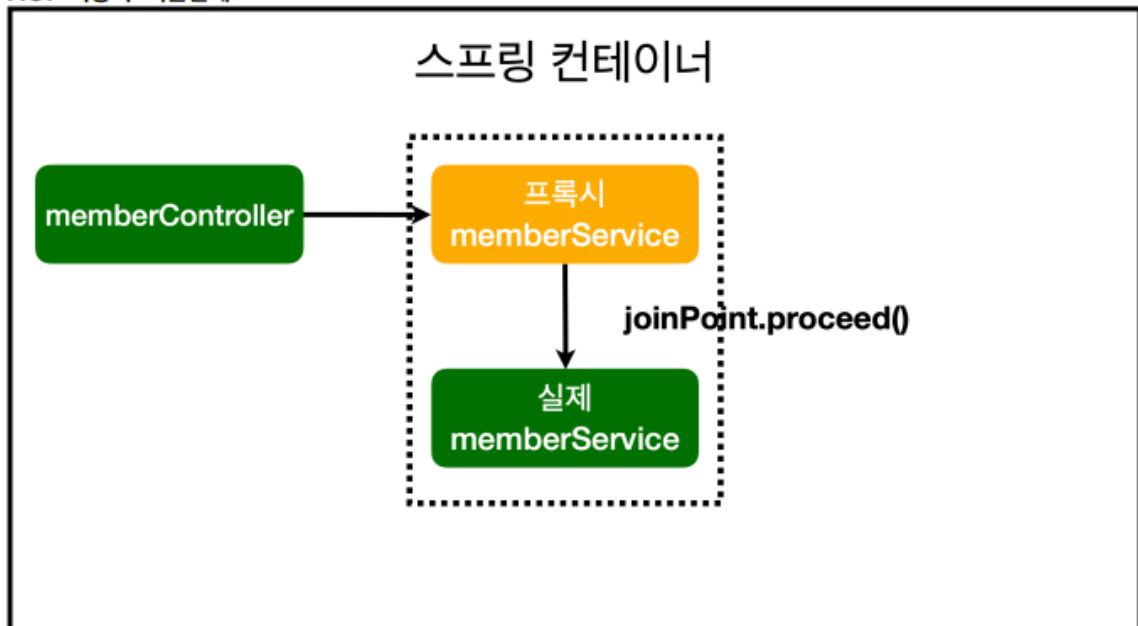 스프링 컨테이너
memberController
프록시
memberService
joinPoint.proceed()
실제
memberService